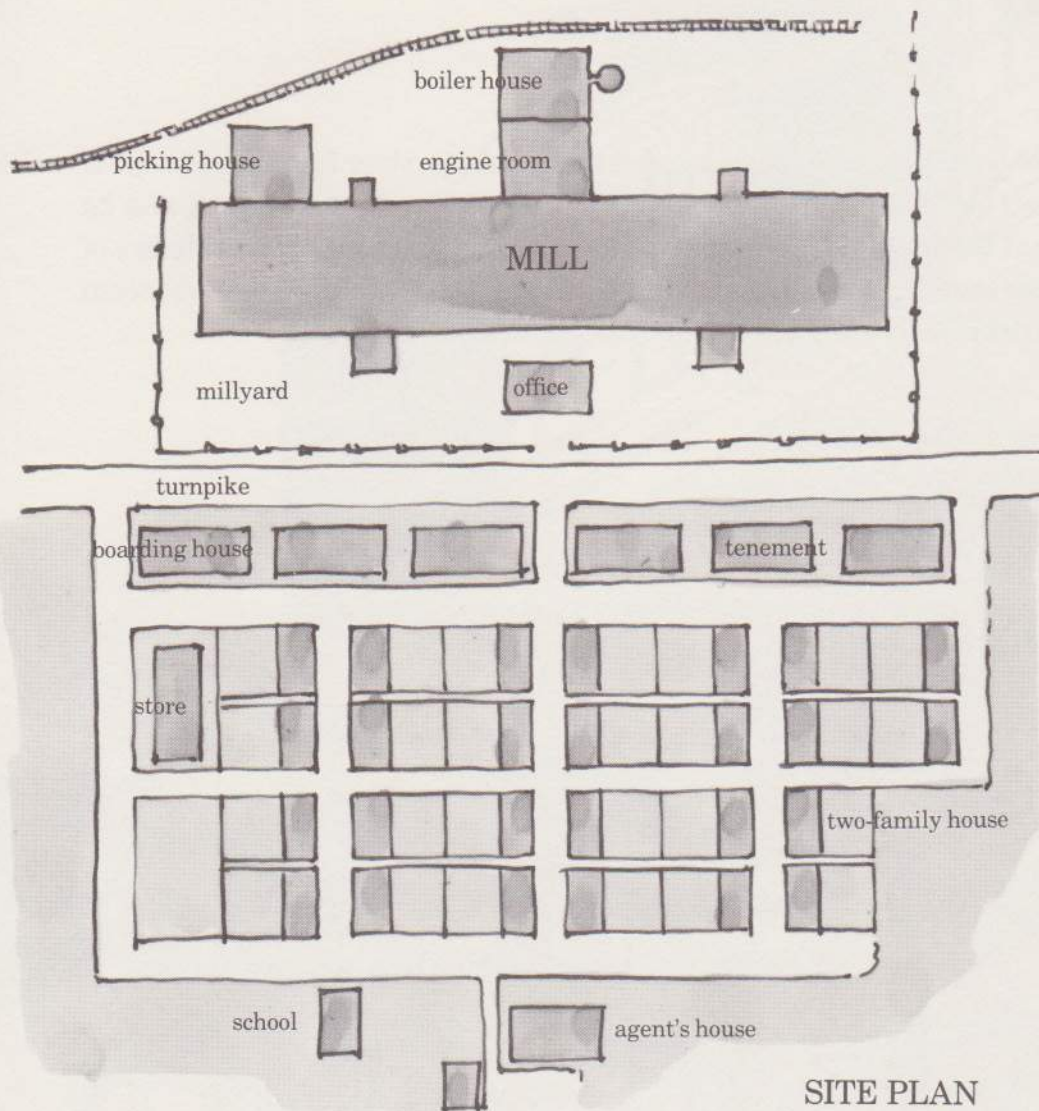 boiler house
picking house
engine room
MILL
millyard
office
turnpike
boarding house
tenement
store
two-family house
school
agent's house
SITE PLAN